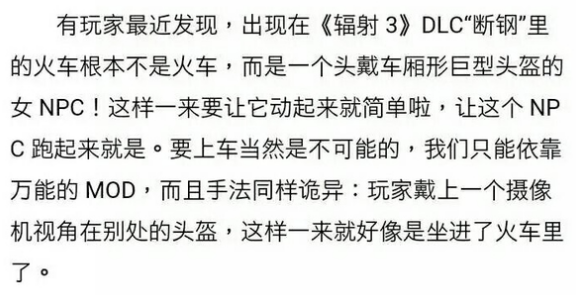 有玩家最近发现，出现在《辐射 3》DLC“断钢”里
的火车根本不是火车，而是一个头戴车厢形巨型头盔的
女 NPC！这样一来要让它动起来就简单啦，让这个 NP
C 跑起来就是。要上车当然是不可能的，我们只能依靠
万能的 MOD，而且手法同样诡异：玩家戴上一个摄像
机视角在别处的头盔，这样一来就好像是坐进了火车里
了。